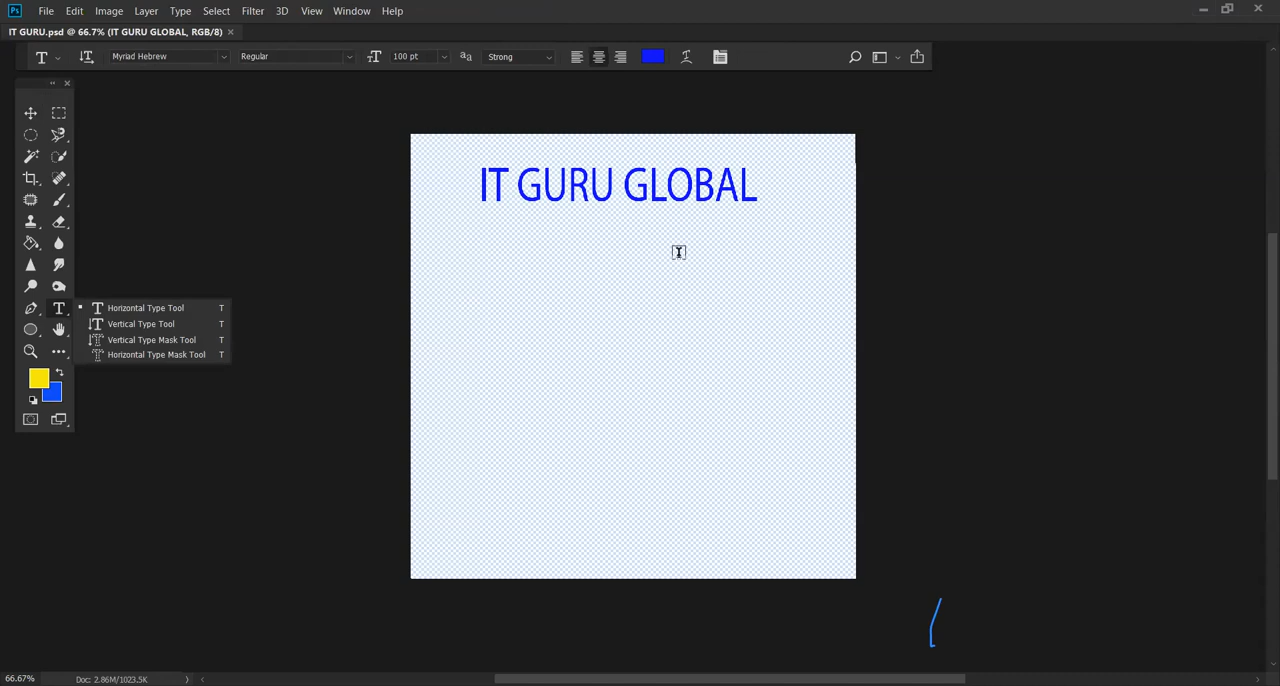 Ps File Edit Image Layer Type Select Filter 3D View Window Help
IT GURU.psd @ 66.7% (IT GURU GLOBAL, RGB/8) ×
T Myriad Hebrew Regular 100 pt aa Strong
IT GURU GLOBAL
T Horizontal Type Tool T
T Vertical Type Tool T
Vertical Type Mask Tool T
Horizontal Type Mask Tool T
66.67% Doc: 2.86M/1023.5K